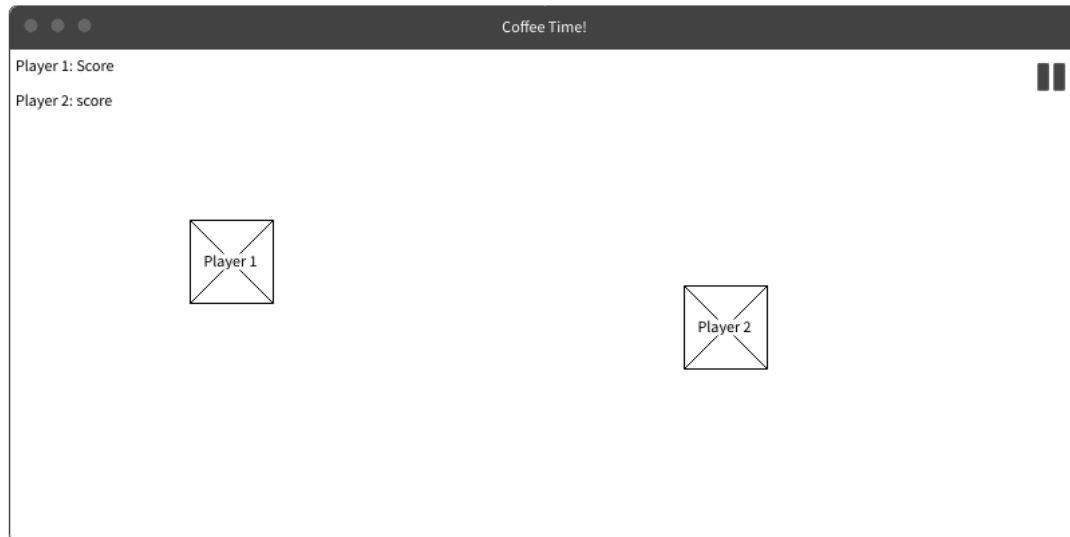 Coffee Time!
Player 1: Score
Player 2: score
Player 1
Player 2